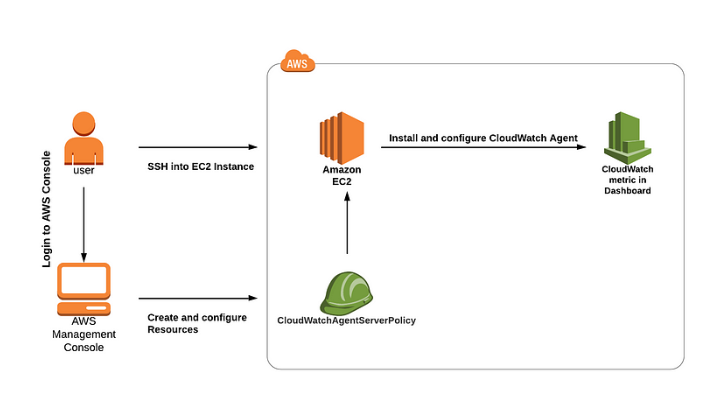 AWS
Install and configure CloudWatch Agent
SSH into EC2 Instance
user
Amazon
EC2
CloudWatch
metric in
Dashboard
Login to AWS Console
AWS
Management
Console
Create and configure
Resources
CloudWatchAgentServerPolicy